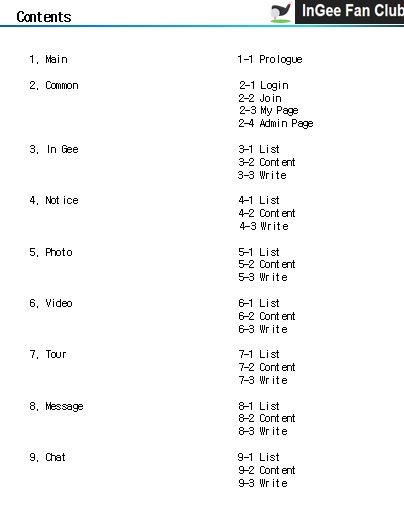 Contents
InGee Fan Club
1. Main 1-1 Prologue
2. Common 2-1 Login
2-2 Join
2-3 My Page
2-4 Admin Page
3. In Gee 3-1 List
3-2 Content
3-3 Write
4. Notice 4-1 List
4-2 Content
4-3 Write
5. Photo 5-1 List
5-2 Content
5-3 Write
6. Video 6-1 List
6-2 Content
6-3 Write
7. Tour 7-1 List
7-2 Content
7-3 Write
8. Message 8-1 List
8-2 Content
8-3 Write
9. Chat 9-1 List
9-2 Content
9-3 Write